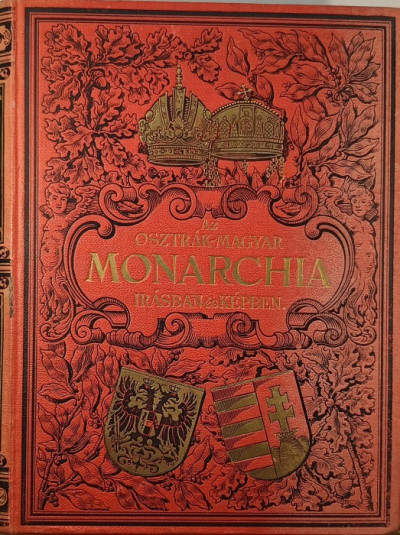 AZ
OSZTRÁK-MAGYAR
MONARCHIA
IRÁSBAN és KÉPBEN.